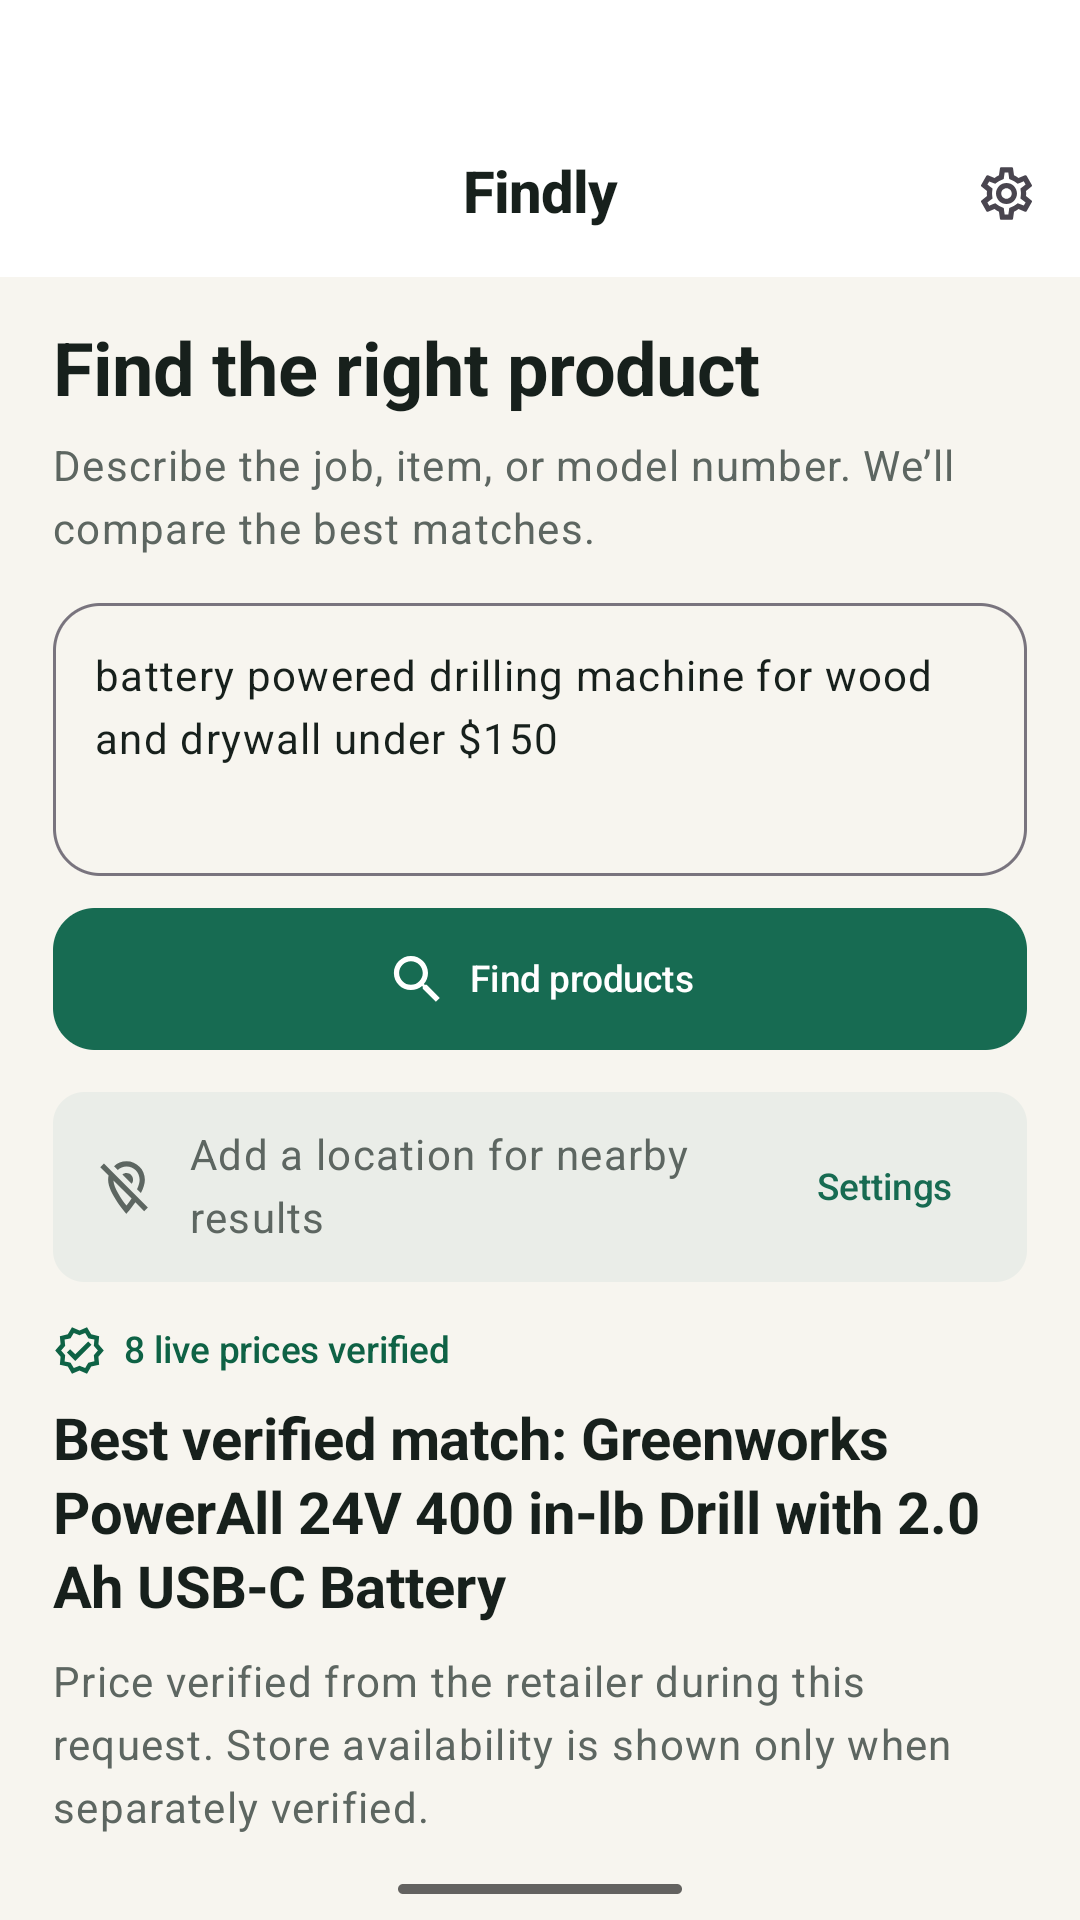 Findly
Find the right product
Describe the job, item, or model number. We’ll
compare the best matches.
battery powered drilling machine for wood
and drywall under $150
Find products
Add a location for nearby
results
Settings
8 live prices verified
Best verified match: Greenworks
PowerAll 24V 400 in-lb Drill with 2.0
Ah USB-C Battery
Price verified from the retailer during this
request. Store availability is shown only when
separately verified.